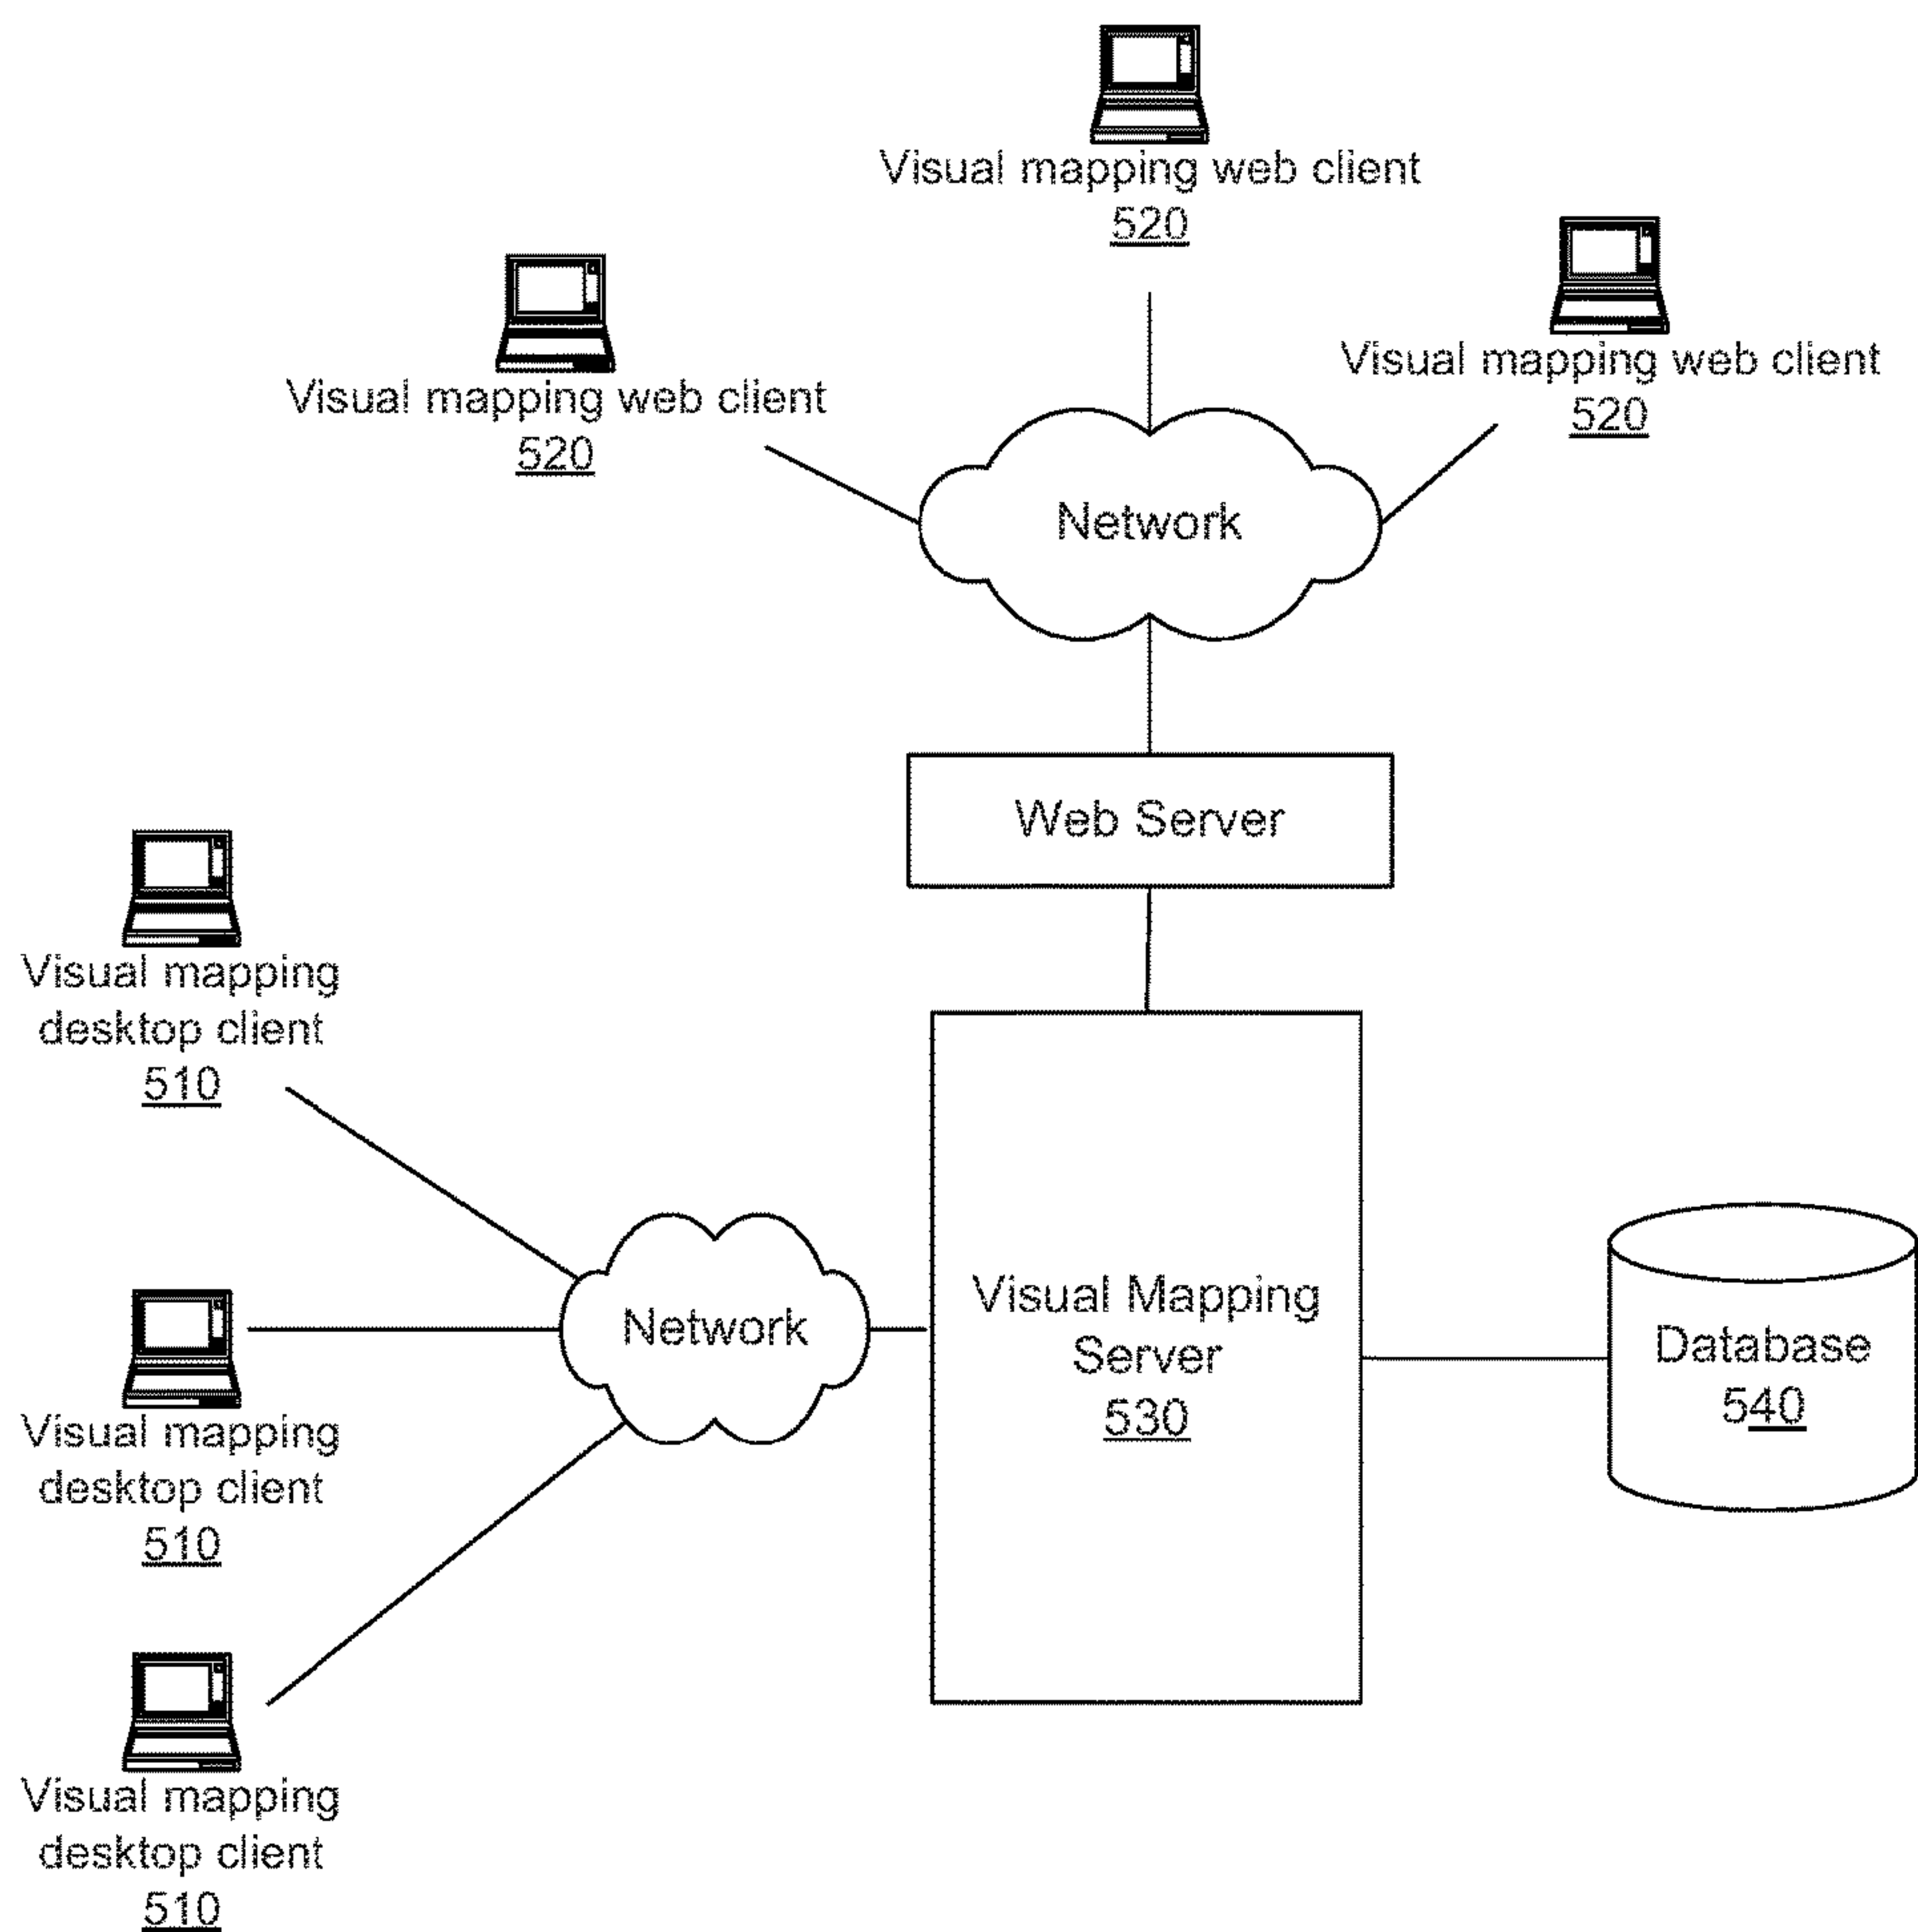 Visual mapping web client
520
Visual mapping web client
520
Visual mapping web client
520
Network
Web Server
Visual mapping
desktop client
510
Visual mapping
desktop client
510
Visual mapping
desktop client
510
Network
Visual Mapping
Server
530
Database
540